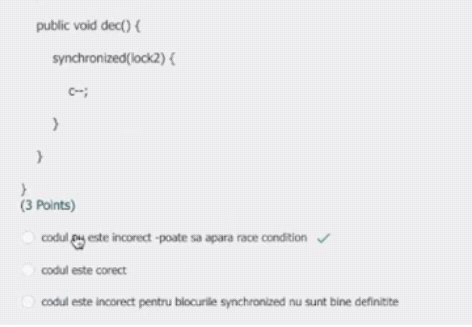 public void dec() {
synchronized(lock2) {
c--;
}
}
}
(3 Points)
codul este incorect -poate sa apara race condition
codul este corect
codul este incorect pentru blocurile synchronized nu sunt bine definitite